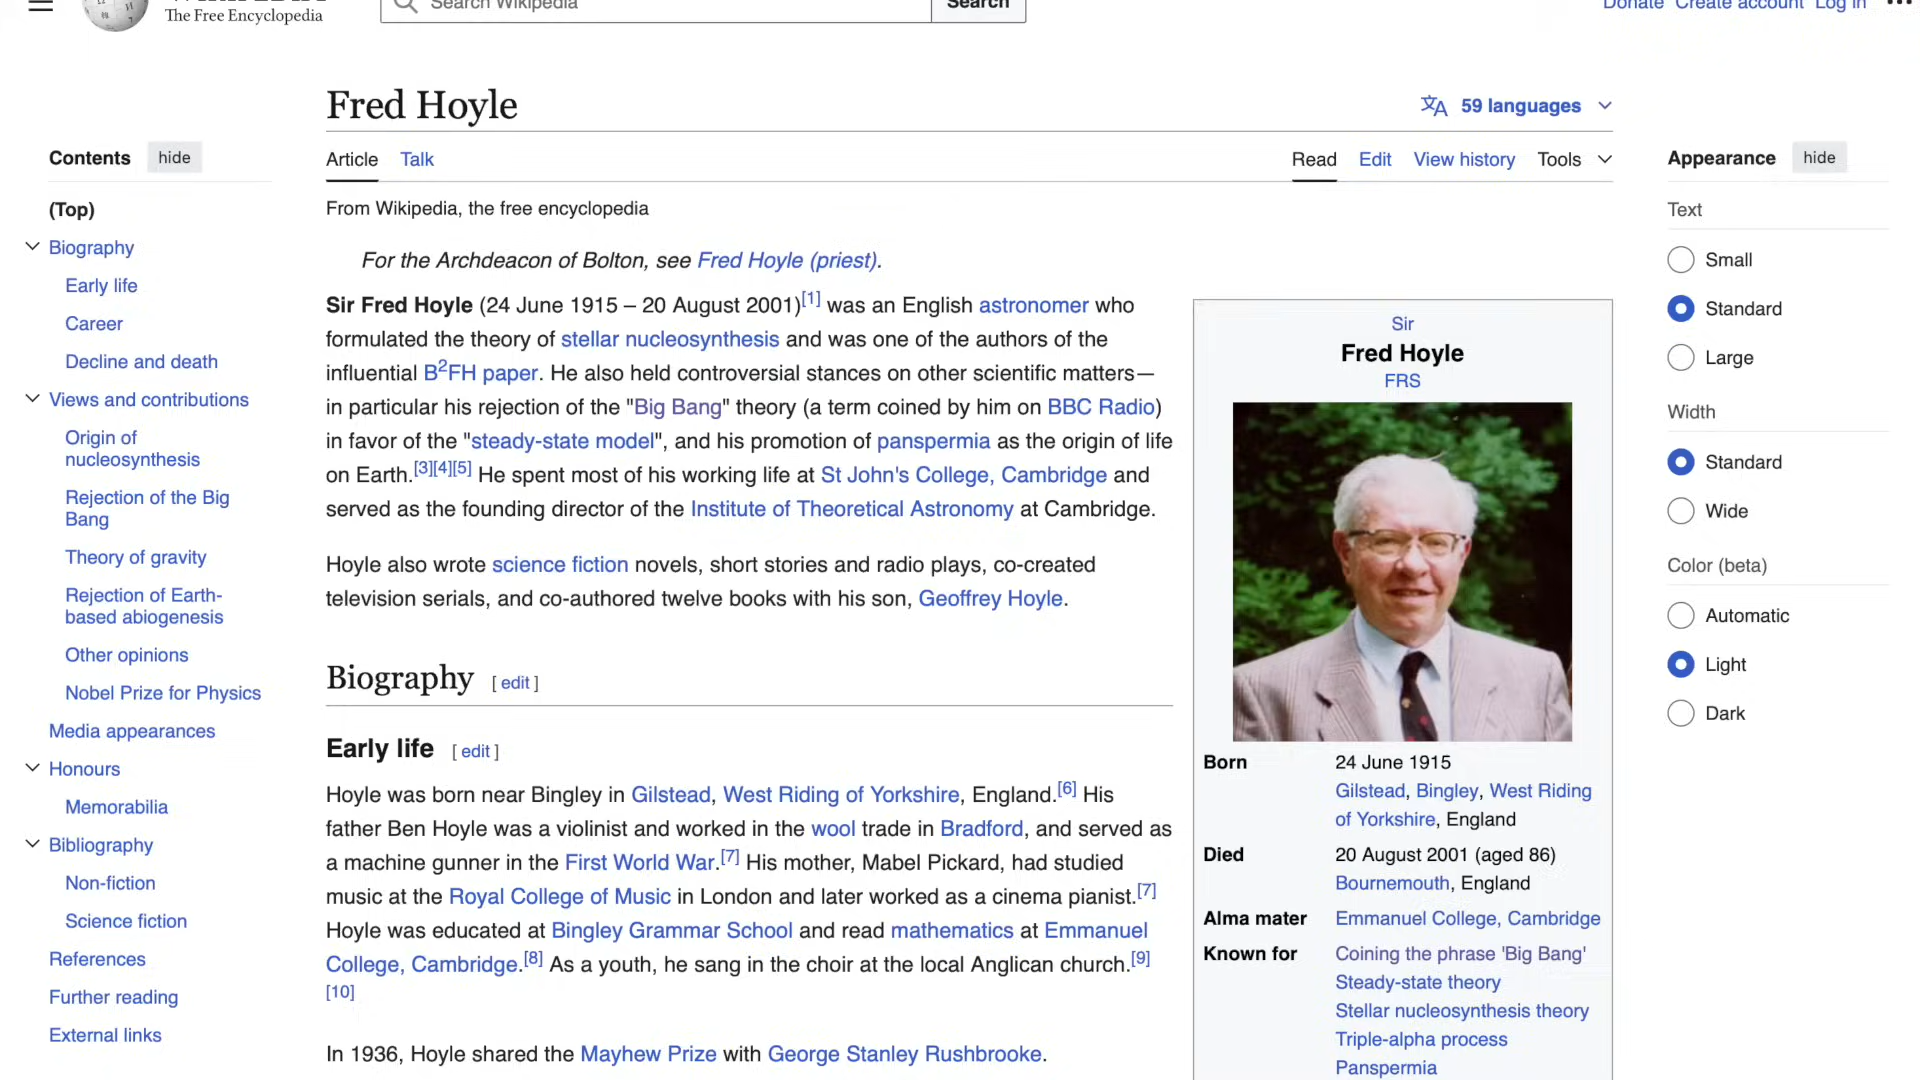 The Free Encyclopedia
Search Wikipedia
Search
Donate Create account Log in
Fred Hoyle
59 languages
Contents hide
Article Talk
Read Edit View history Tools
Appearance hide
(Top)
Biography
Early life
Career
Decline and death
Views and contributions
Origin of
nucleosynthesis
Rejection of the Big
Bang
Theory of gravity
Rejection of Earth-
based abiogenesis
Other opinions
Nobel Prize for Physics
Media appearances
Honours
Memorabilia
Bibliography
Non-fiction
Science fiction
References
Further reading
External links
From Wikipedia, the free encyclopedia
For the Archdeacon of Bolton, see Fred Hoyle (priest).
Sir Fred Hoyle (24 June 1915 – 20 August 2001)[1] was an English astronomer who
formulated the theory of stellar nucleosynthesis and was one of the authors of the
influential B²FH paper. He also held controversial stances on other scientific matters—
in particular his rejection of the "Big Bang" theory (a term coined by him on BBC Radio)
in favor of the "steady-state model", and his promotion of panspermia as the origin of life
on Earth.[3][4][5] He spent most of his working life at St John's College, Cambridge and
served as the founding director of the Institute of Theoretical Astronomy at Cambridge.
Hoyle also wrote science fiction novels, short stories and radio plays, co-created
television serials, and co-authored twelve books with his son, Geoffrey Hoyle.
Biography [ edit ]
Early life [ edit ]
Hoyle was born near Bingley in Gilstead, West Riding of Yorkshire, England.[6] His
father Ben Hoyle was a violinist and worked in the wool trade in Bradford, and served as
a machine gunner in the First World War.[7] His mother, Mabel Pickard, had studied
music at the Royal College of Music in London and later worked as a cinema pianist.[7]
Hoyle was educated at Bingley Grammar School and read mathematics at Emmanuel
College, Cambridge.[8] As a youth, he sang in the choir at the local Anglican church.[9]
[10]
In 1936, Hoyle shared the Mayhew Prize with George Stanley Rushbrooke.
Sir
Fred Hoyle
FRS
Born 24 June 1915
Gilstead, Bingley, West Riding
of Yorkshire, England
Died 20 August 2001 (aged 86)
Bournemouth, England
Alma mater Emmanuel College, Cambridge
Known for Coining the phrase 'Big Bang'
Steady-state theory
Stellar nucleosynthesis theory
Triple-alpha process
Panspermia
Text
Small
Standard
Large
Width
Standard
Wide
Color (beta)
Automatic
Light
Dark